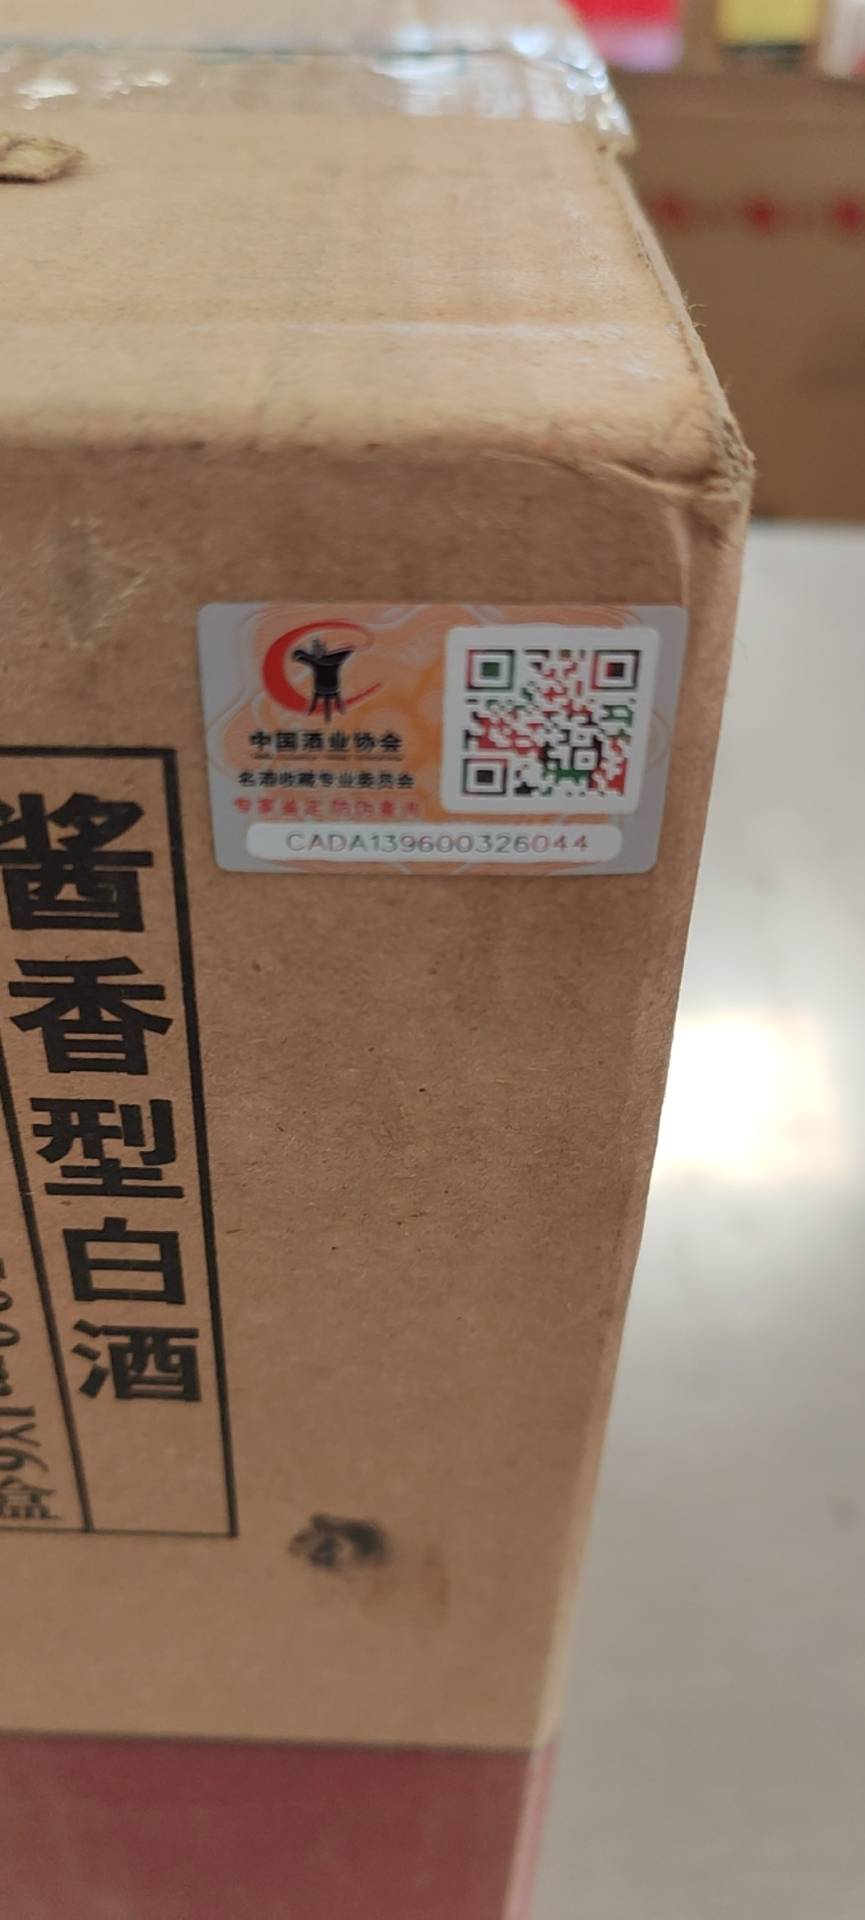 中国酒业协会
名酒收藏专业委员会
专家鉴定 防伪查询
CADA139600326044
酱香型白酒